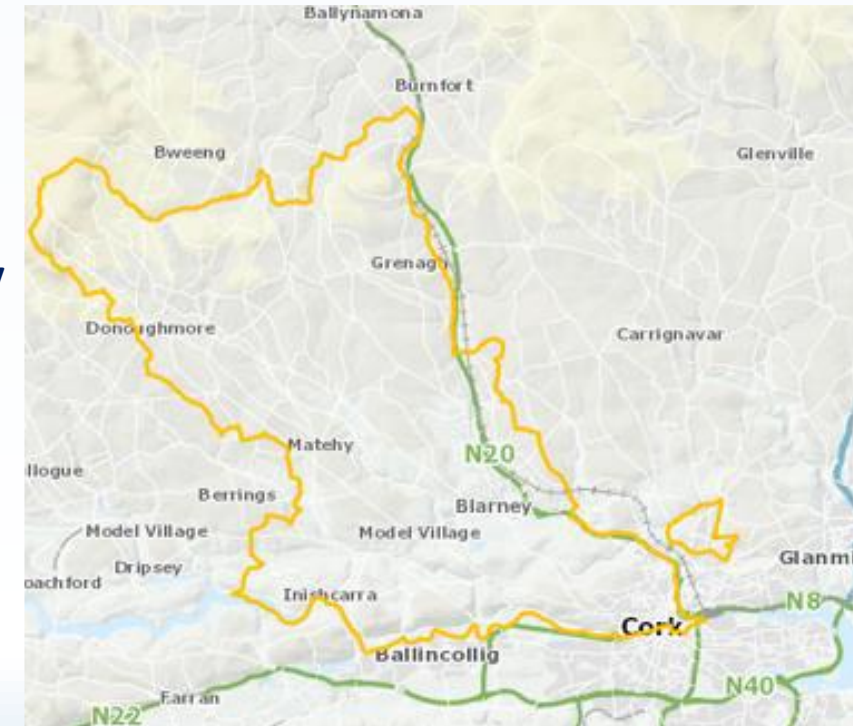 Ballynamona
Burnfort
Bweeng
Glenville
Grenagh
Donoughmore
Carrignavar
Matehy
N20
llogue
Berrings
Blarney
Model Village
Model Village
Glanmi
Dripsey
oachford
Inishcarra
N8
Cork
Ballincollig
N40
Farran
N22
y